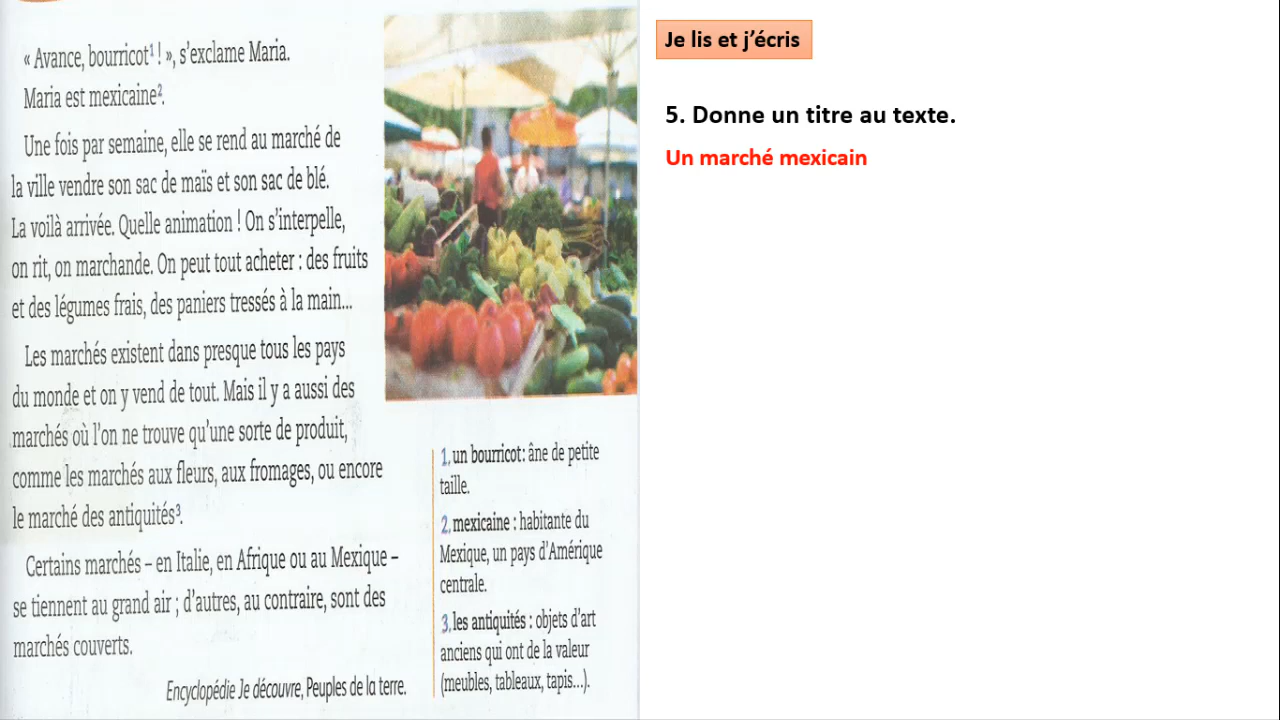 « Avance, bourricot¹ ! », s’exclame Maria.
Maria est mexicaine².
Une fois par semaine, elle se rend au marché de
la ville vendre son sac de maïs et son sac de blé.
La voilà arrivée. Quelle animation ! On s’interpelle,
on rit, on marchande. On peut tout acheter : des fruits
et des légumes frais, des paniers tressés à la main...
Les marchés existent dans presque tous les pays
du monde et on y vend de tout. Mais il y a aussi des
marchés où l’on ne trouve qu’une sorte de produit,
comme les marchés aux fleurs, aux fromages, ou encore
le marché des antiquités³.
Certains marchés – en Italie, en Afrique ou au Mexique –
se tiennent au grand air ; d’autres, au contraire, sont des
marchés couverts.
Encyclopédie Je découvre, Peuples de la terre.
1. un bourricot : âne de petite
taille.
2. mexicaine : habitante du
Mexique, un pays d’Amérique
centrale.
3. les antiquités : objets d’art
anciens qui ont de la valeur
(meubles, tableaux, tapis...).
Je lis et j’écris
5. Donne un titre au texte.
Un marché mexicain